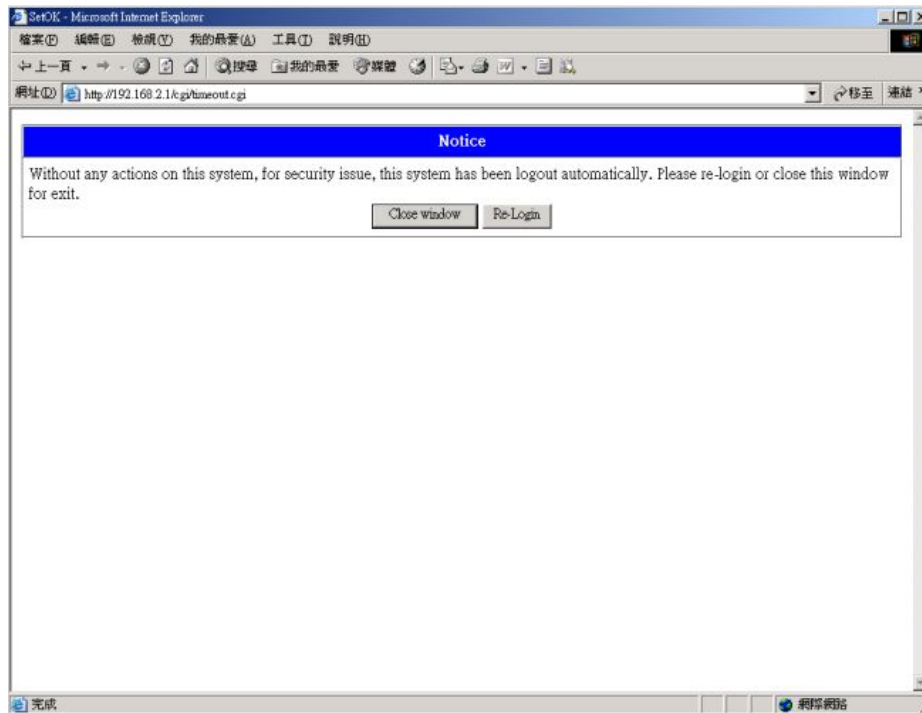 SetOK - Microsoft Internet Explorer
檔案(F) 編輯(E) 檢視(V) 我的最愛(A) 工具(T) 說明(H)
上一頁 搜尋 我的最愛 媒體
網址(D) http://192.168.2.1/cgi/timeout.cgi 移至 連結
Notice
Without any actions on this system, for security issue, this system has been logout automatically. Please re-login or close this window
for exit.
Close window Re-Login
完成 網際網路